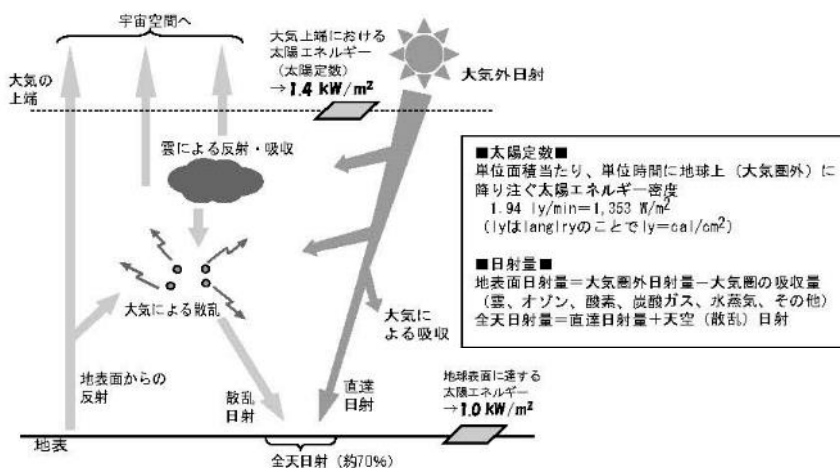 宇宙空間へ
大気の
上端
大気上端における
太陽エネルギー
(太陽定数)
→1.4 kW/m²
大気外日射
雲による反射・吸収
大気による散乱
大気に
よる吸収
地表面からの
反射
散乱
日射
直達
日射
地球表面に達する
太陽エネルギー
→1.0 kW/m²
地表
全天日射(約70%)
■太陽定数■
単位面積当たり、単位時間に地球上(大気圏外)に
降り注ぐ太陽エネルギー密度
1.94 ly/min=1,353 W/m²
(lyはlanglryのことでly=cal/cm²)
■日射量■
地表面日射量=大気圏外日射量-大気圏の吸収量
(雲、オゾン、酸素、炭酸ガス、水蒸気、その他)
全天日射量=直達日射量+天空(散乱)日射